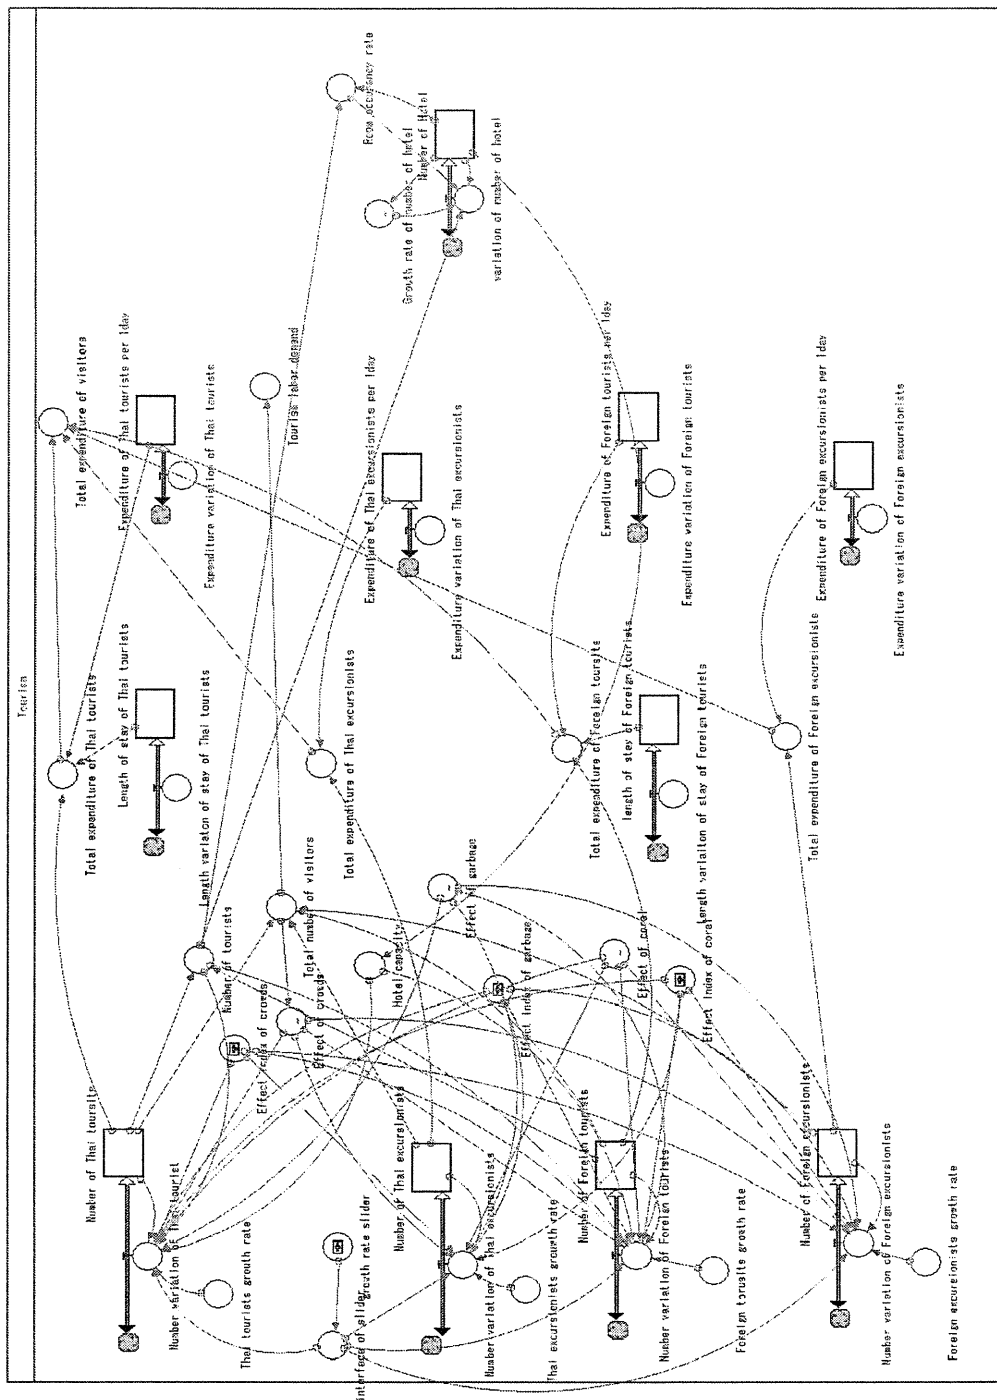 Tourism
Total expenditure of visitors
Expenditure of Thai tourists per 1day
Expenditure variation of Thai tourists
Tourism labor demand
Room occupancy rate
Number of Hotel
Growth rate of number of hotel
variation of number of hotel
Expenditure of Thai excursionists per 1day
Expenditure variation of Thai excursionists
Expenditure of Foreign tourists per 1day
Expenditure variation of Foreign tourists
Expenditure of Foreign excursionists per 1day
Expenditure variation of Foreign excursionists
Total expenditure of Thai tourists
Length of stay of Thai tourists
Length variaton of stay of Thai tourists
Total expenditure of Thai excursionists
Total expenditure of Foreign toursits
length of stay of Foreign tourists
Length variaiton of stay of Foreign tourists
Total expenditure of Foreign excursionists
Number of tourists
Total number of visitors
Effect index of crowds
Effect of crowds
Hotel capacity
Effect of garbage
Effect Index of garbage
Effect of coral
Effect Index of coral
Number of Thai toursits
Number variation of Thai tourist
Thai tourists growth rate
growth rate slider
interface of slider
Number of Thai excursionists
Number variation of Thai excursionists
Thai excursionists growth rate
Number of Foreign tourists
Number variation of Foreign tourists
Foreign torusits growth rate
Number of Foreign excursionists
Number variation of Foreign excursionists
Foreign excursionists growth rate